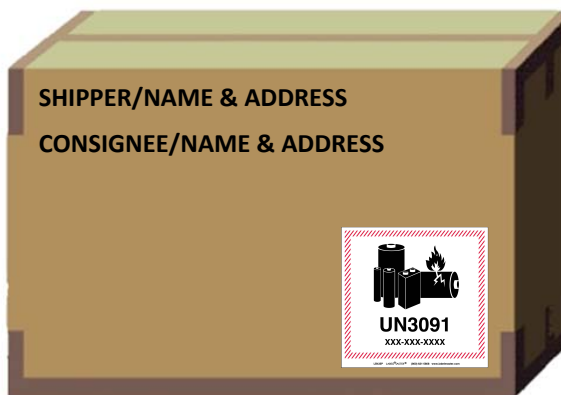 SHIPPER/NAME & ADDRESS
CONSIGNEE/NAME & ADDRESS
UN3091
XXX-XXX-XXXX